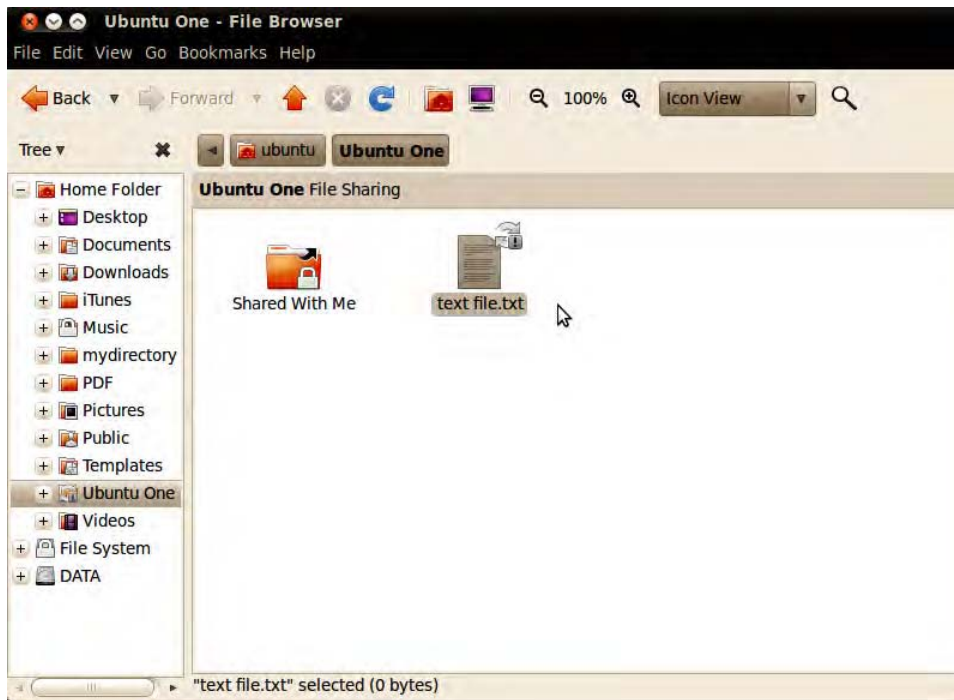 Ubuntu One - File Browser
File Edit View Go Bookmarks Help
Back Forward 100% Icon View
Tree
ubuntu Ubuntu One
Ubuntu One File Sharing
Home Folder
Desktop
Documents
Downloads
iTunes
Music
mydirectory
PDF
Pictures
Public
Templates
Ubuntu One
Videos
File System
DATA
Shared With Me
text file.txt
"text file.txt" selected (0 bytes)